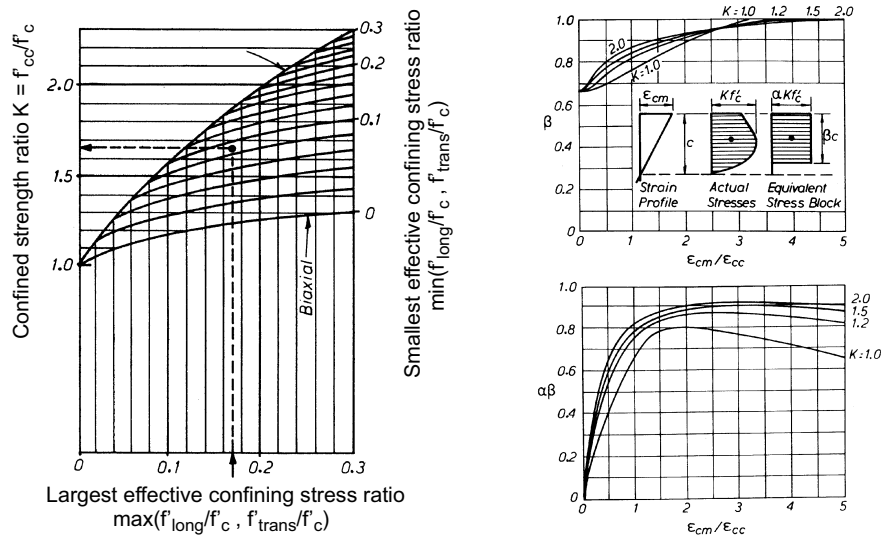 Confined strength ratio K = f'cc/f'c
2.0
1.5
1.0
0
0.1
0.2
0.3
0.3
0.2
0.1
0
Biaxial
Smallest effective confining stress ratio
min(f'long/f'c , f'trans/f'c)
Largest effective confining stress ratio
max(f'long/f'c , f'trans/f'c)
K=1.0 1.2 1.5 2.0
1.0
0.8
0.6
β
0.4
0.2
0
2.0
K=1.0
εcm
Kf'c
αKf'c
c
βc
Strain
Profile
Actual
Stresses
Equivalent
Stress Block
0 1 2 3 4 5
εcm/εcc
1.0
0.8
0.6
αβ
0.4
0.2
0
2.0
1.5
1.2
K=1.0
0 1 2 3 4 5
εcm/εcc